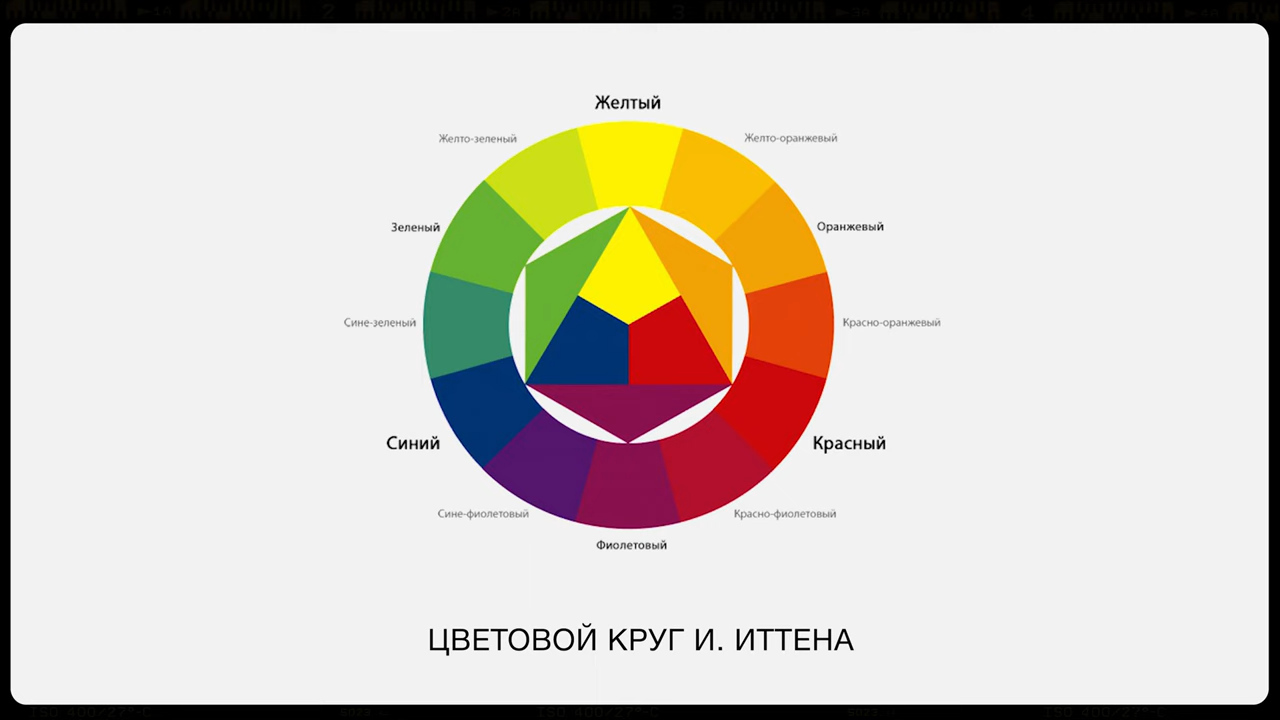 Желтый
Желто-зеленый
Желто-оранжевый
Зеленый
Оранжевый
Сине-зеленый
Красно-оранжевый
Синий
Красный
Сине-фиолетовый
Красно-фиолетовый
Фиолетовый
ЦВЕТОВОЙ КРУГ И. ИТТЕНА